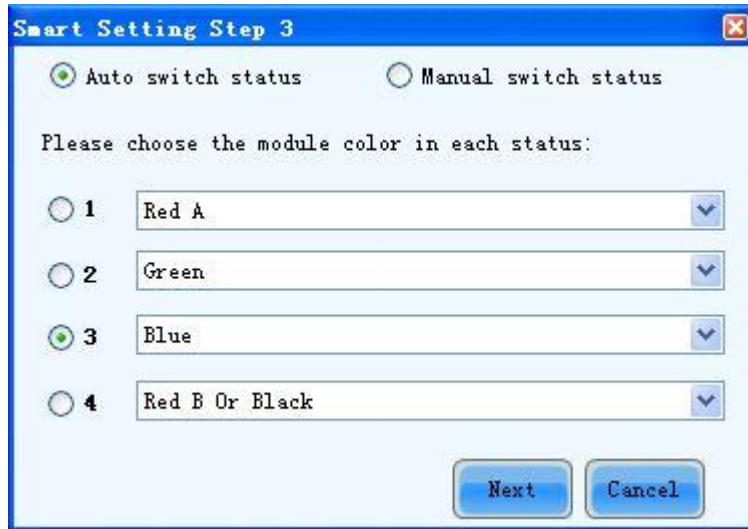 Smart Setting Step 3
Auto switch status Manual switch status
Please choose the module color in each status:
1 Red A
2 Green
3 Blue
4 Red B Or Black
Next Cancel